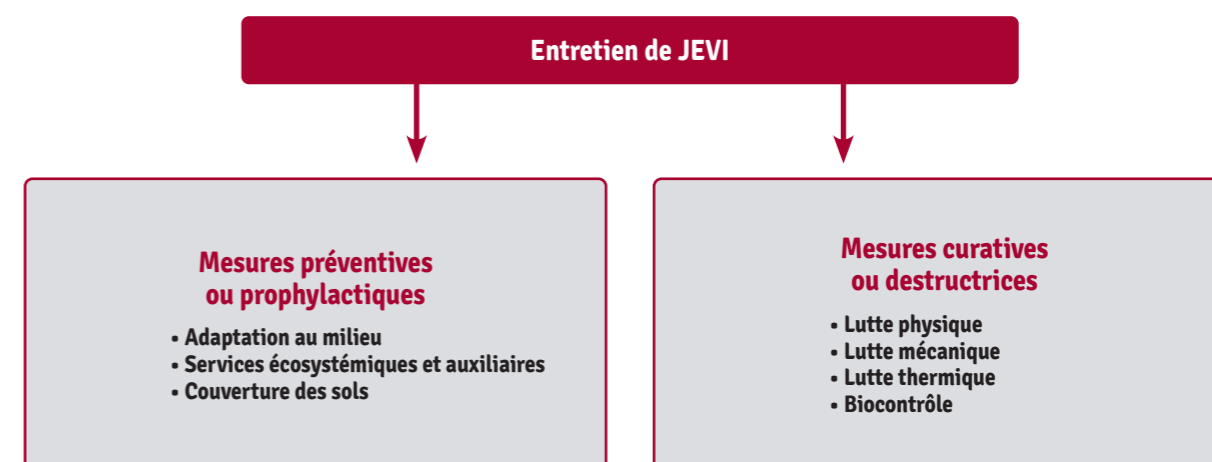 Entretien de JEVI
Mesures préventives
ou prophylactiques
• Adaptation au milieu
• Services écosystémiques et auxiliaires
• Couverture des sols
Mesures curatives
ou destructrices
• Lutte physique
• Lutte mécanique
• Lutte thermique
• Biocontrôle